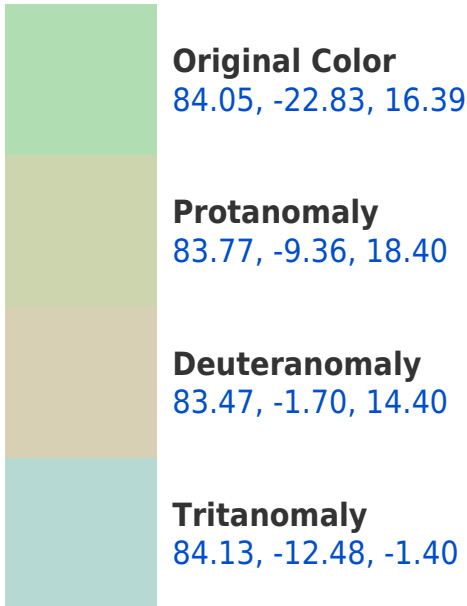 Original Color
84.05, -22.83, 16.39
Protanomaly
83.77, -9.36, 18.40
Deuteranomaly
83.47, -1.70, 14.40
Tritanomaly
84.13, -12.48, -1.40